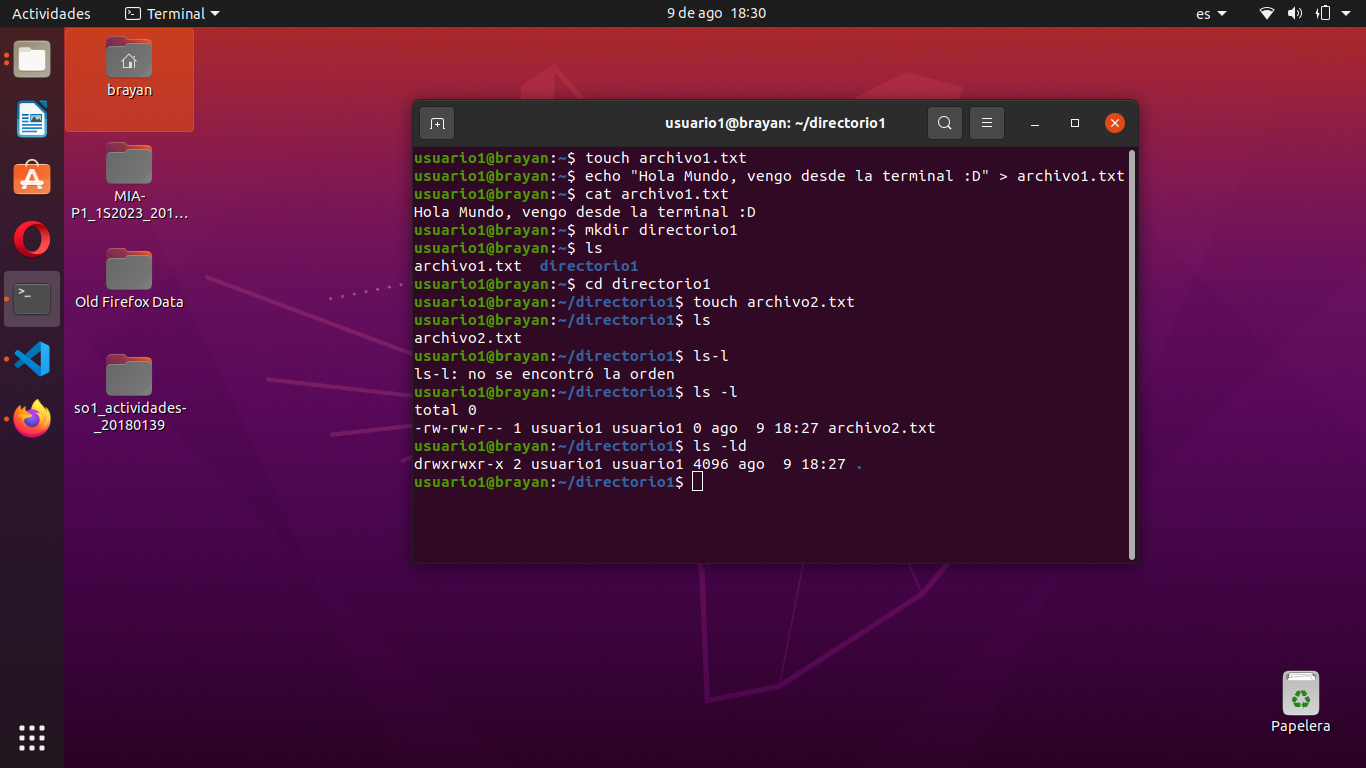 Actividades
Terminal
9 de ago 18:30
es
brayan
MIA-
P1_1S2023_201...
Old Firefox Data
so1_actividades-
_20180139
usuario1@brayan: ~/directorio1
usuario1@brayan:~$ touch archivo1.txt
usuario1@brayan:~$ echo "Hola Mundo, vengo desde la terminal :D" > archivo1.txt
usuario1@brayan:~$ cat archivo1.txt
Hola Mundo, vengo desde la terminal :D
usuario1@brayan:~$ mkdir directorio1
usuario1@brayan:~$ ls
archivo1.txt  directorio1
usuario1@brayan:~$ cd directorio1
usuario1@brayan:~/directorio1$ touch archivo2.txt
usuario1@brayan:~/directorio1$ ls
archivo2.txt
usuario1@brayan:~/directorio1$ ls-l
ls-l: no se encontró la orden
usuario1@brayan:~/directorio1$ ls -l
total 0
-rw-rw-r-- 1 usuario1 usuario1 0 ago  9 18:27 archivo2.txt
usuario1@brayan:~/directorio1$ ls -ld
drwxrwxr-x 2 usuario1 usuario1 4096 ago  9 18:27 .
usuario1@brayan:~/directorio1$
Papelera